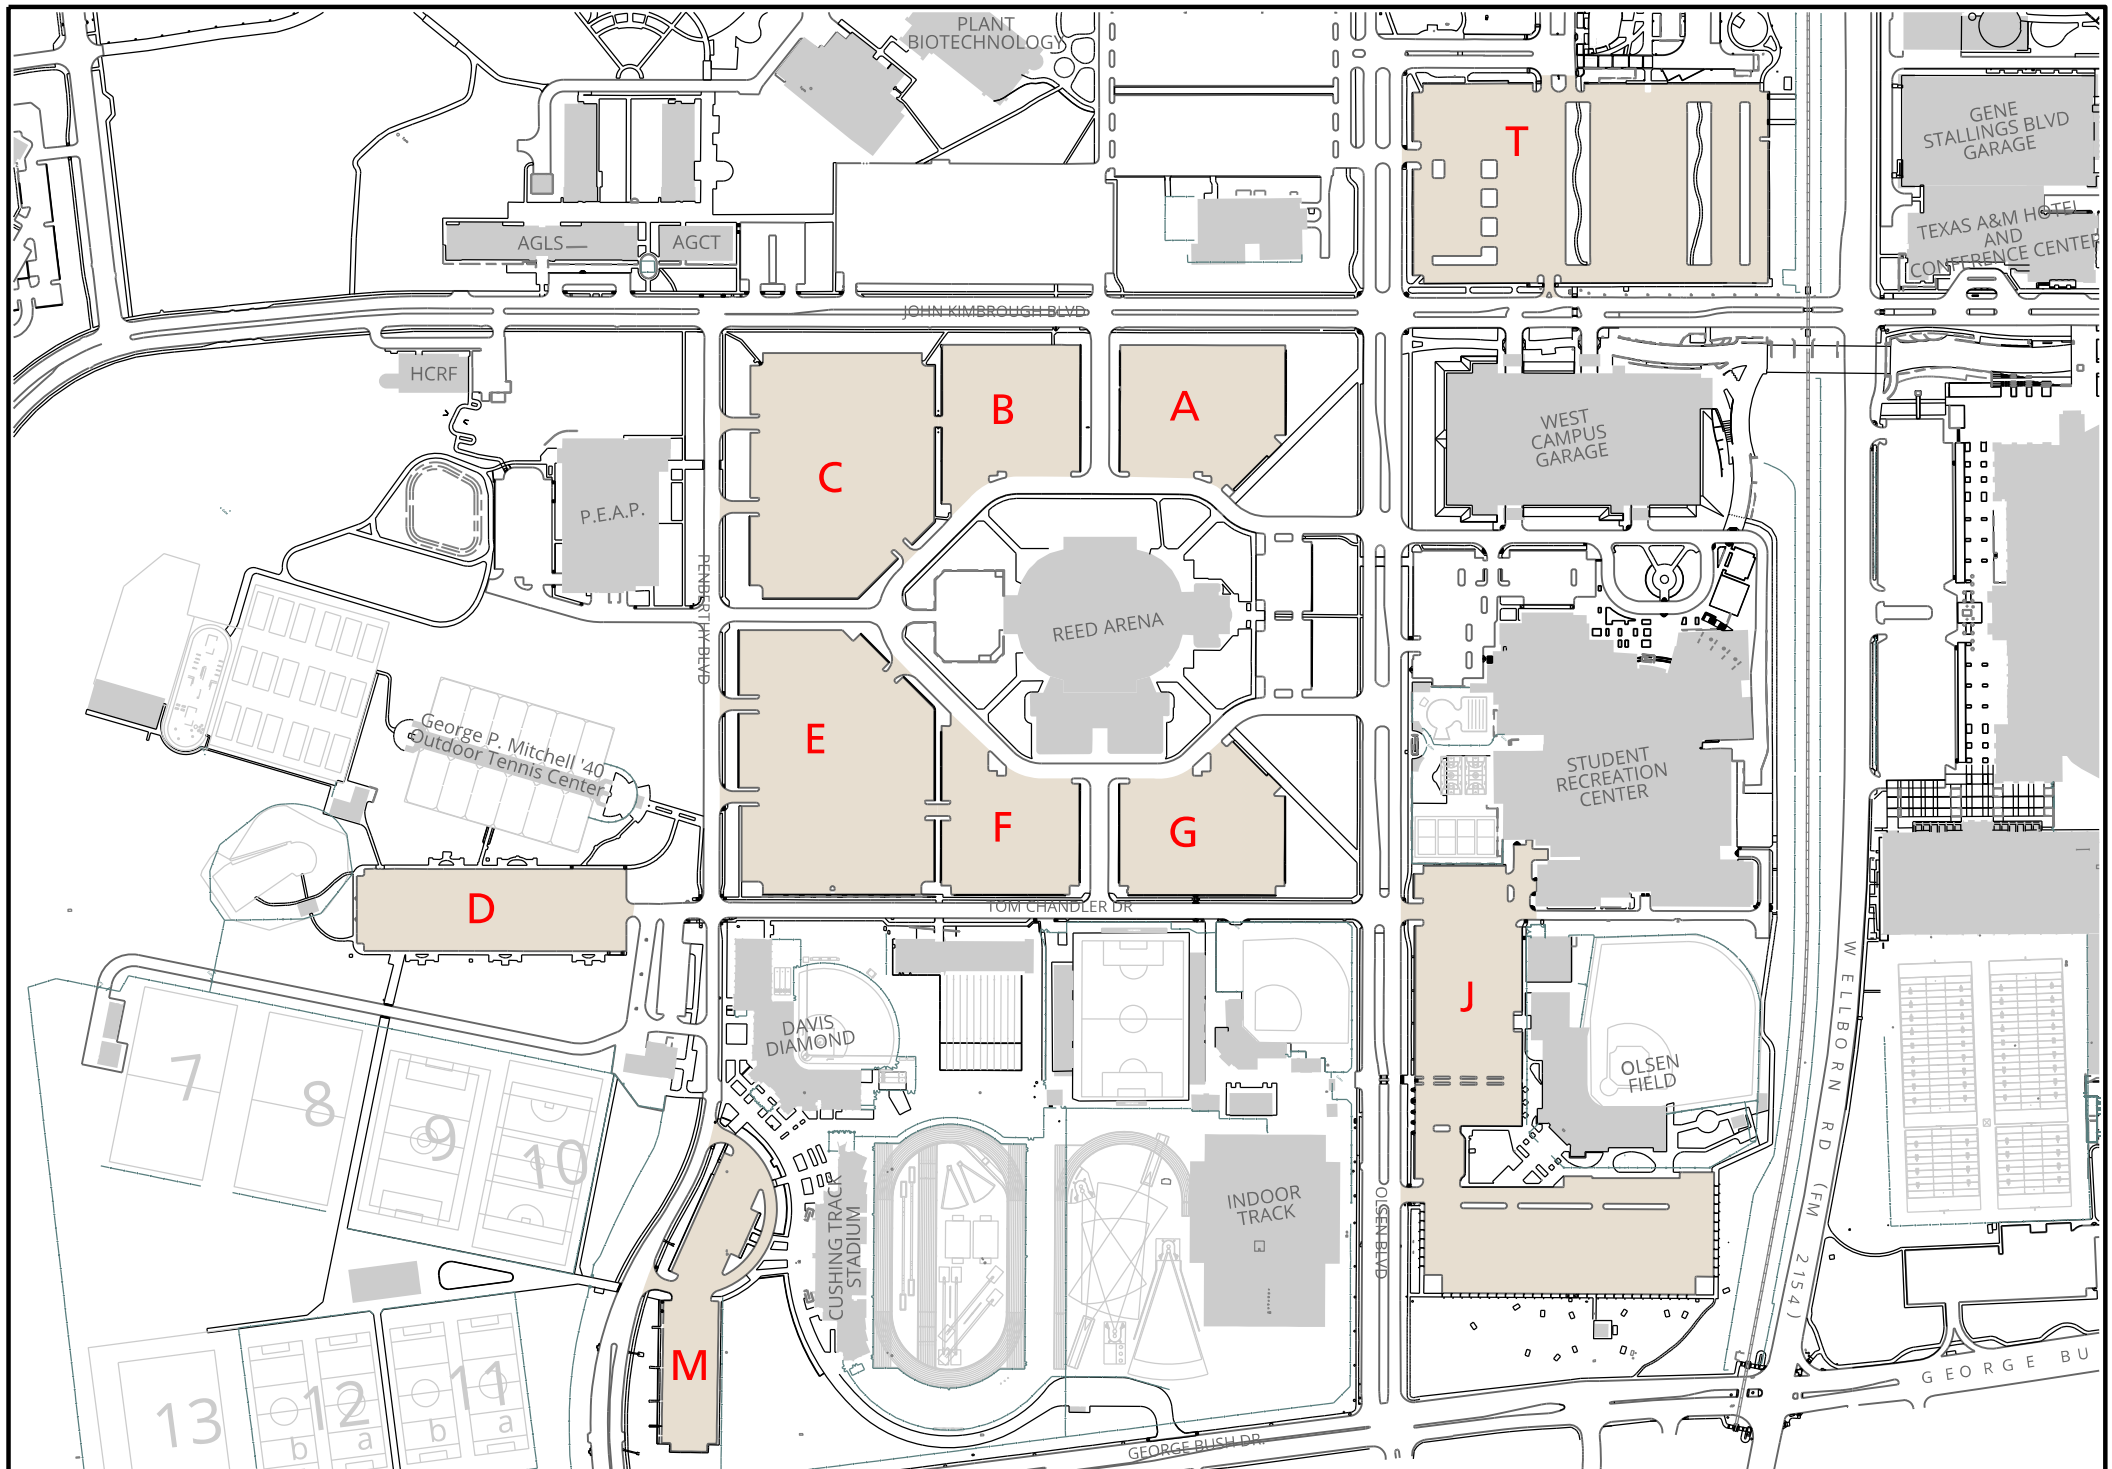 PLANT
BIOTECHNOLOGY
GENE
STALLINGS BLVD
GARAGE
T
TEXAS A&M HOTEL
AND
CONFERENCE CENTER
AGLS
AGCT
JOHN KIMBROUGH BLVD
HCRF
B
A
C
WEST
CAMPUS
GARAGE
P.E.A.P.
PENBERTHY BLVD
REED ARENA
George P. Mitchell '40
Outdoor Tennis Center
E
STUDENT
RECREATION
CENTER
F
G
D
TOM CHANDLER DR
J
DAVIS
DIAMOND
OLSEN
FIELD
WELLBORN RD (FM 2154)
7
8
9
10
CUSHING TRACK
STADIUM
INDOOR
TRACK
OLSEN BLVD
M
GEORGE BU
13
12
11
b
a
b
a
GEORGE BUSH DR.